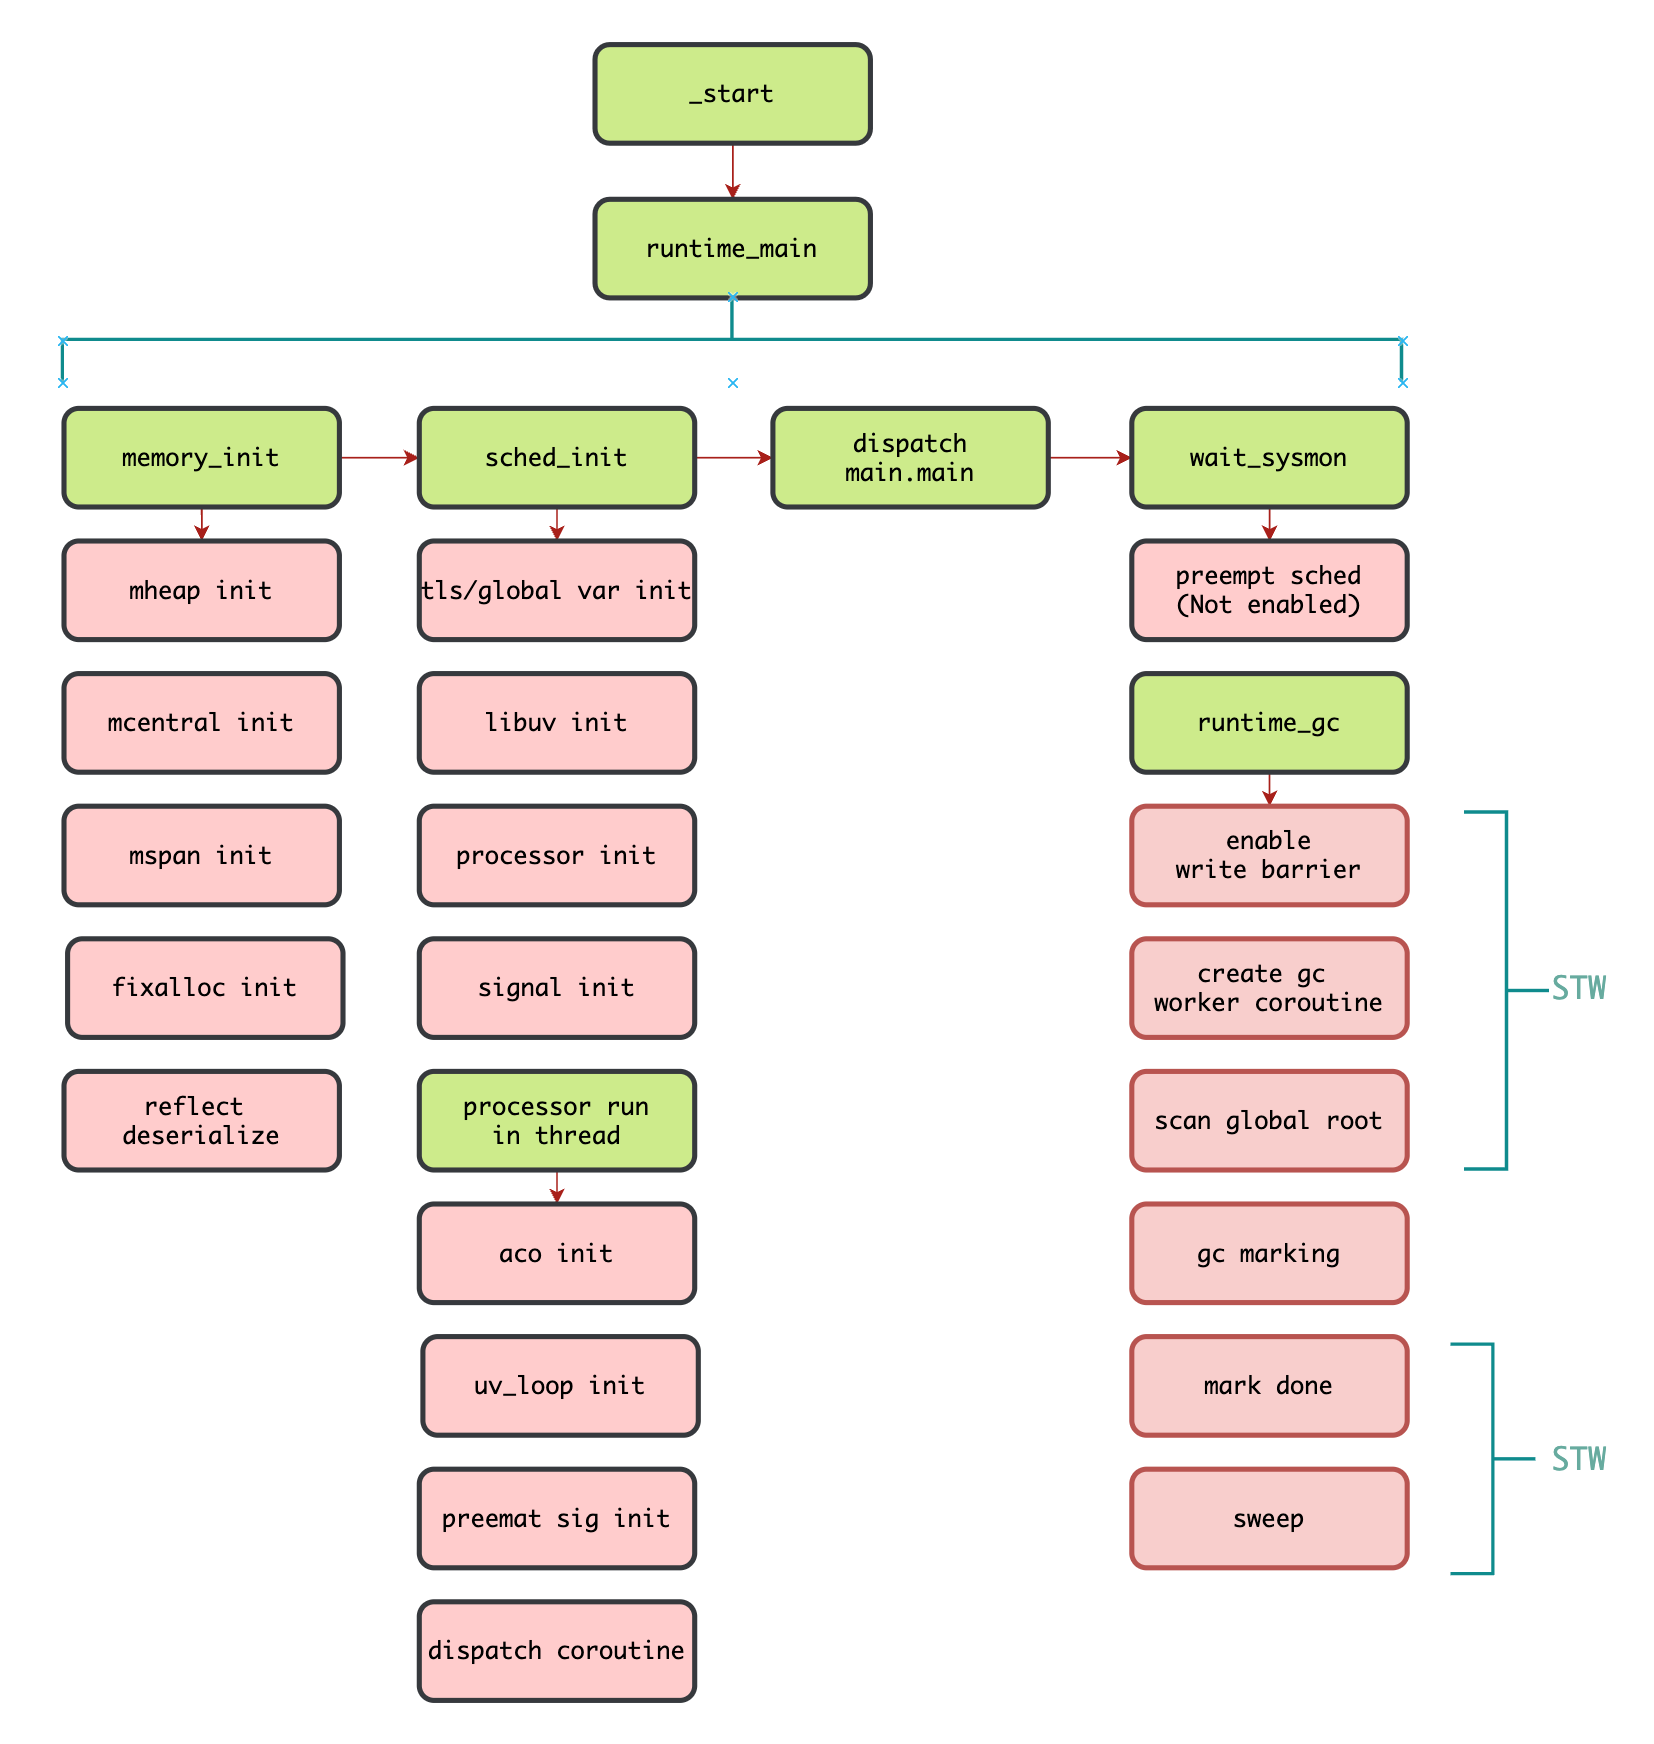 _start
runtime_main
memory_init
sched_init
dispatch
main.main
wait_sysmon
mheap init
tls/global var init
preempt sched
(Not enabled)
mcentral init
libuv init
runtime_gc
mspan init
processor init
enable
write barrier
fixalloc init
signal init
create gc
worker coroutine
STW
reflect
deserialize
processor run
in thread
scan global root
aco init
gc marking
uv_loop init
mark done
STW
preemat sig init
sweep
dispatch coroutine